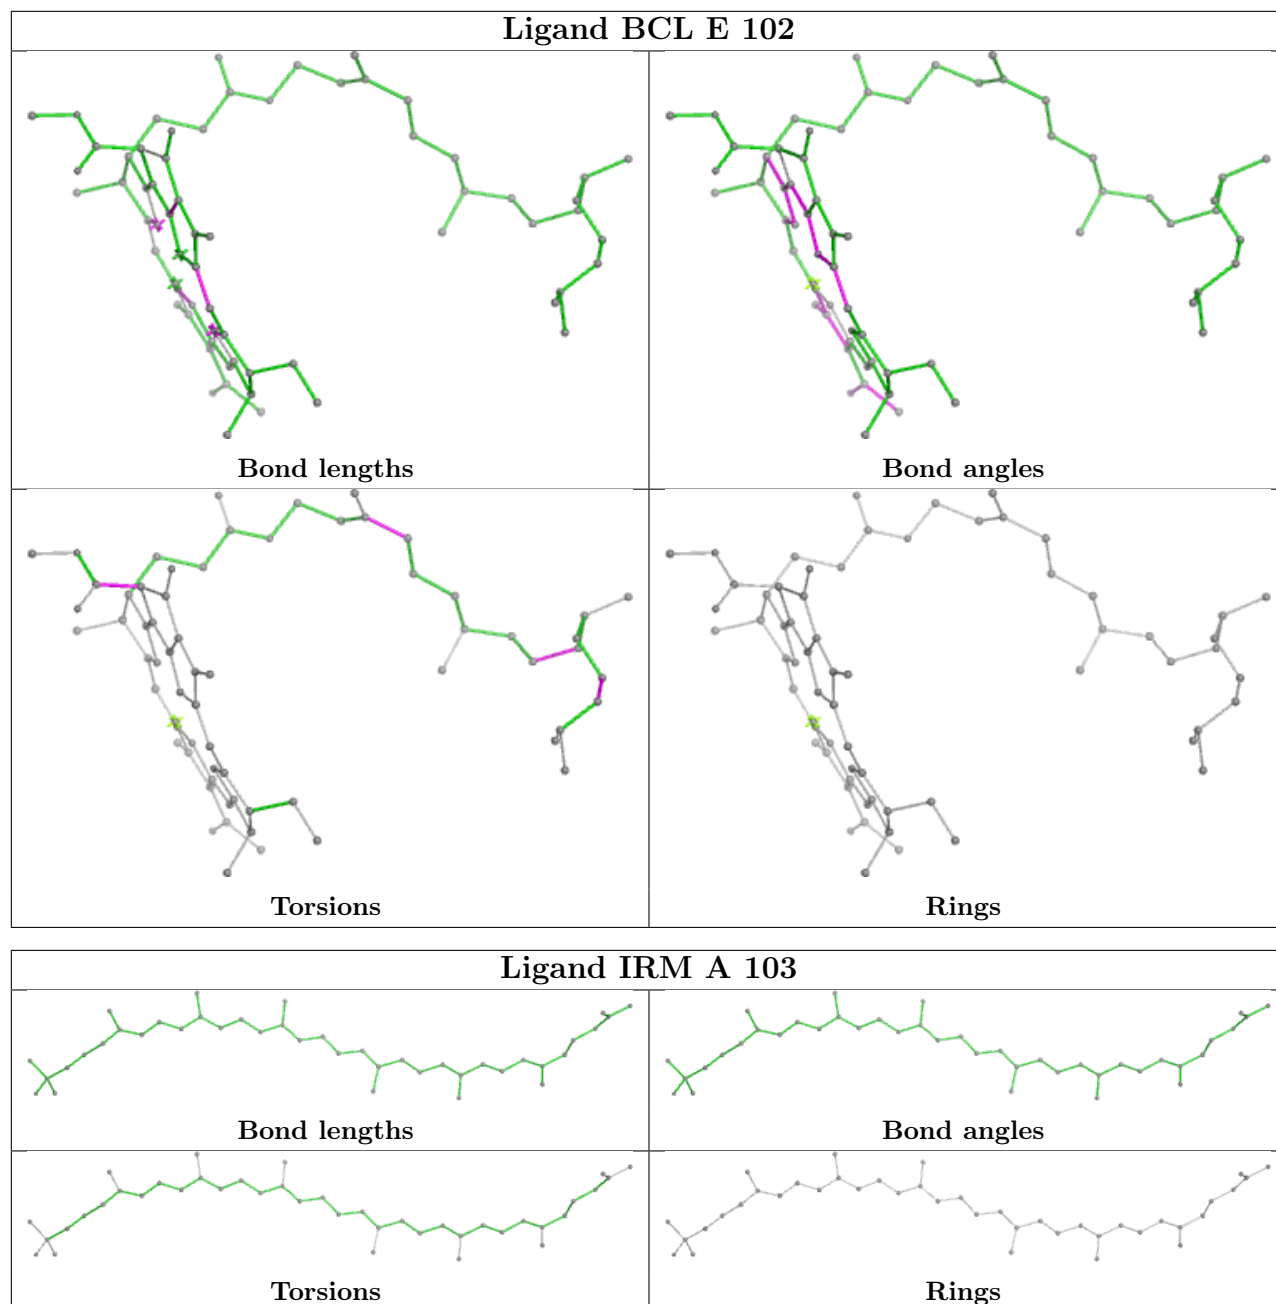 Ligand BCL E 102
Bond lengths
Bond angles
Torsions
Rings
Ligand IRM A 103
Bond lengths
Bond angles
Torsions
Rings